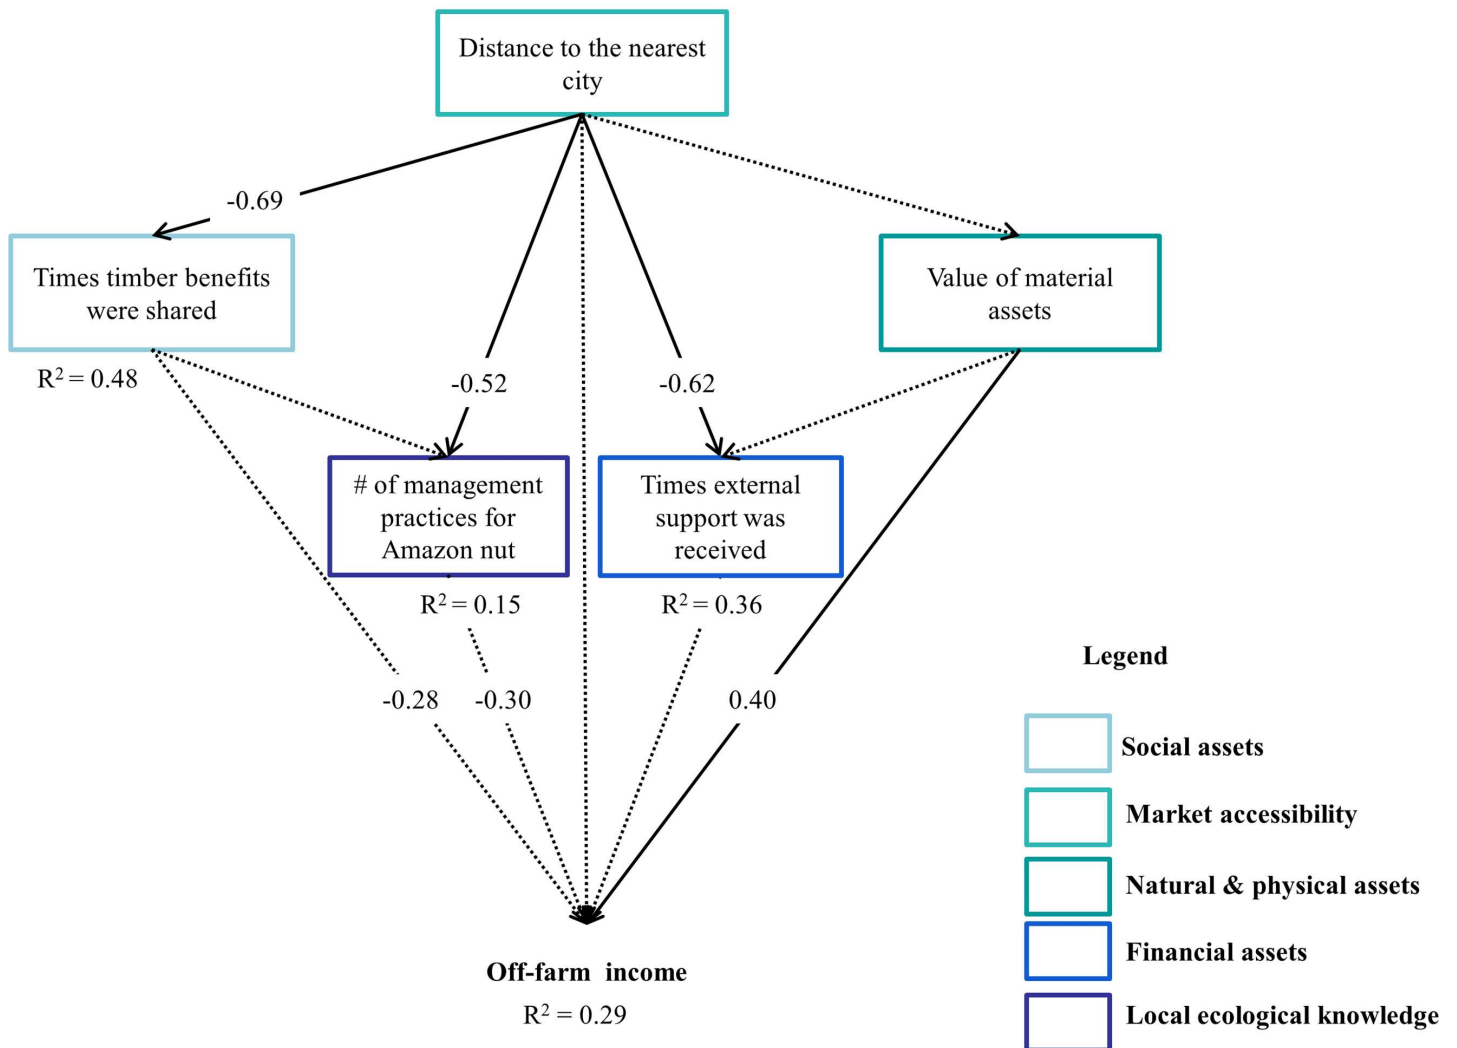 Distance to the nearest
city
-0.69
Times timber benefits
were shared
R² = 0.48
Value of material
assets
-0.52
-0.62
# of management
practices for
Amazon nut
R² = 0.15
Times external
support was
received
R² = 0.36
-0.28
-0.30
0.40
Off-farm income
R² = 0.29
Legend
Social assets
Market accessibility
Natural & physical assets
Financial assets
Local ecological knowledge